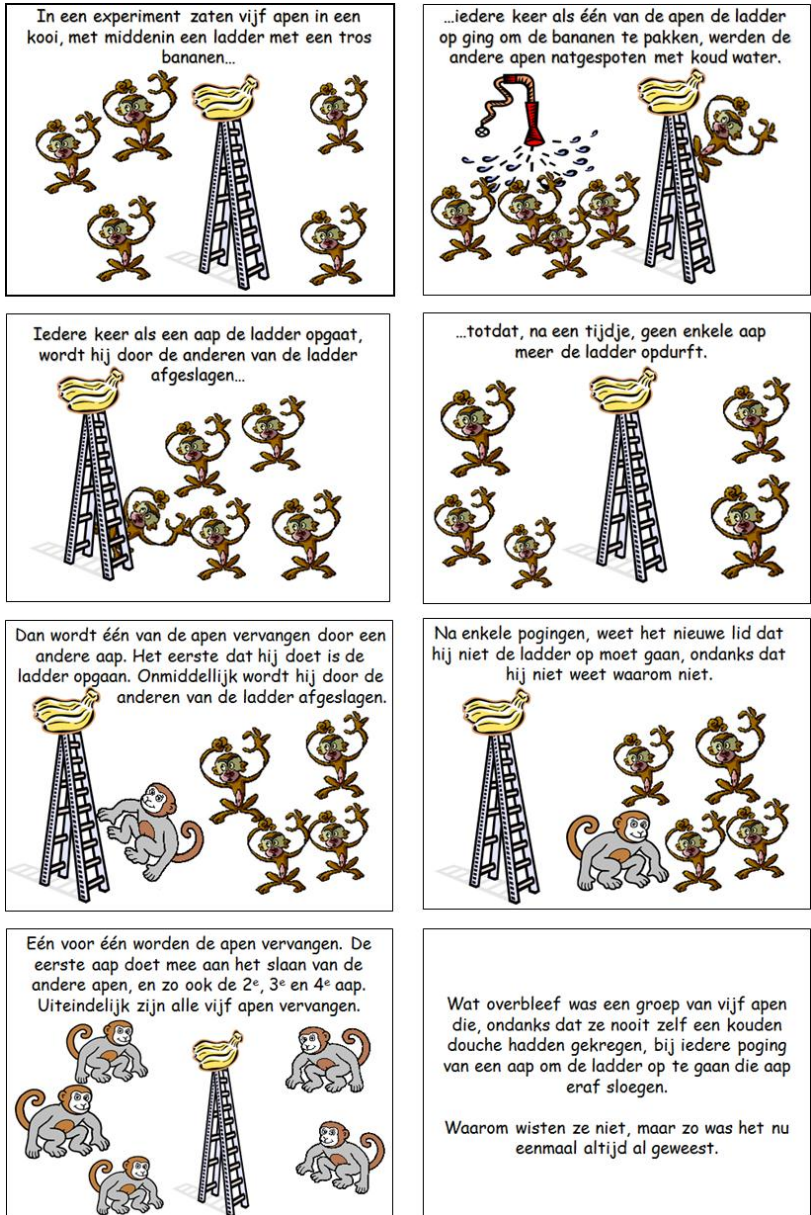 In een experiment zaten vijf apen in een
kooi, met middenin een ladder met een tros
bananen...
...iedere keer als één van de apen de ladder
op ging om de bananen te pakken, werden de
andere apen natgespoten met koud water.
Iedere keer als een aap de ladder opgaat,
wordt hij door de anderen van de ladder
afgeslagen...
...totdat, na een tijdje, geen enkele aap
meer de ladder opdurft.
Dan wordt één van de apen vervangen door een
andere aap. Het eerste dat hij doet is de
ladder opgaan. Onmiddellijk wordt hij door de
anderen van de ladder afgeslagen.
Na enkele pogingen, weet het nieuwe lid dat
hij niet de ladder op moet gaan, ondanks dat
hij niet weet waarom niet.
Eén voor één worden de apen vervangen. De
eerste aap doet mee aan het slaan van de
andere apen, en zo ook de 2e, 3e en 4e aap.
Uiteindelijk zijn alle vijf apen vervangen.
Wat overbleef was een groep van vijf apen
die, ondanks dat ze nooit zelf een kouden
douche hadden gekregen, bij iedere poging
van een aap om de ladder op te gaan die aap
eraf sloegen.
Waarom wisten ze niet, maar zo was het nu
eenmaal altijd al geweest.